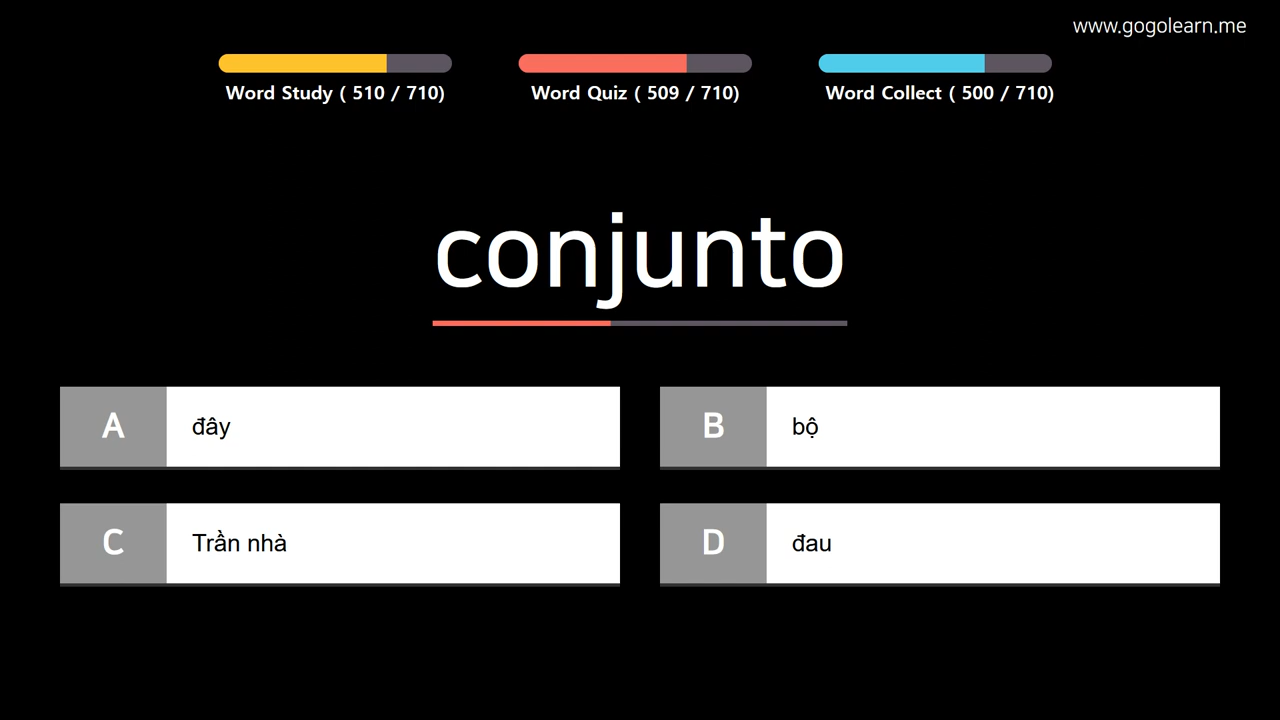 www.gogolearn.me
Word Study ( 510 / 710)
Word Quiz ( 509 / 710)
Word Collect ( 500 / 710)
conjunto
A đây
B bộ
C Trần nhà
D đau